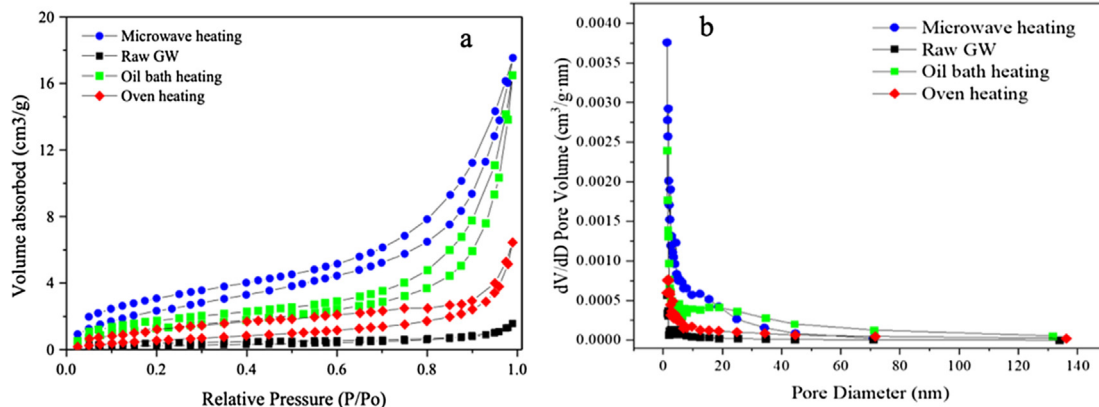 a
Microwave heating
Raw GW
Oil bath heating
Oven heating
Volume absorbed (cm3/g)
20
16
12
8
4
0
0.0 0.2 0.4 0.6 0.8 1.0
Relative Pressure (P/Po)
b
Microwave heating
Raw GW
Oil bath heating
Oven heating
dV/dD Pore Volume (cm³/g·nm)
0.0040
0.0035
0.0030
0.0025
0.0020
0.0015
0.0010
0.0005
0.0000
0 20 40 60 80 100 120 140
Pore Diameter (nm)